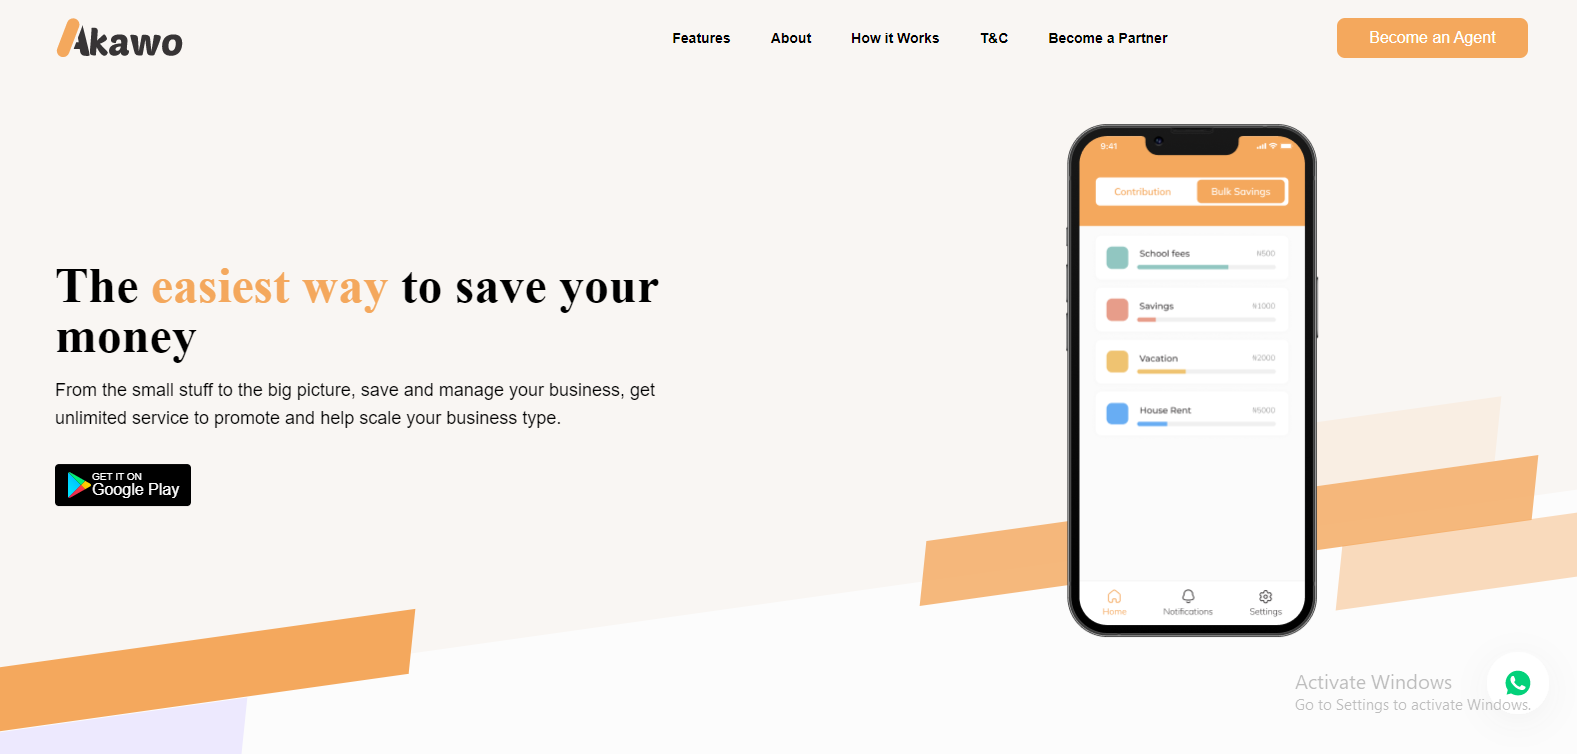 Akawo
Features
About
How it Works
T&C
Become a Partner
Become an Agent
9:41
Contribution
Bulk Savings
School fees
₦500
Savings
₦1000
Vacation
₦2000
House Rent
₦5000
Home
Notifications
Settings
The easiest way to save your
money
From the small stuff to the big picture, save and manage your business, get
unlimited service to promote and help scale your business type.
GET IT ON
Google Play
Activate Windows
Go to Settings to activate Windows.